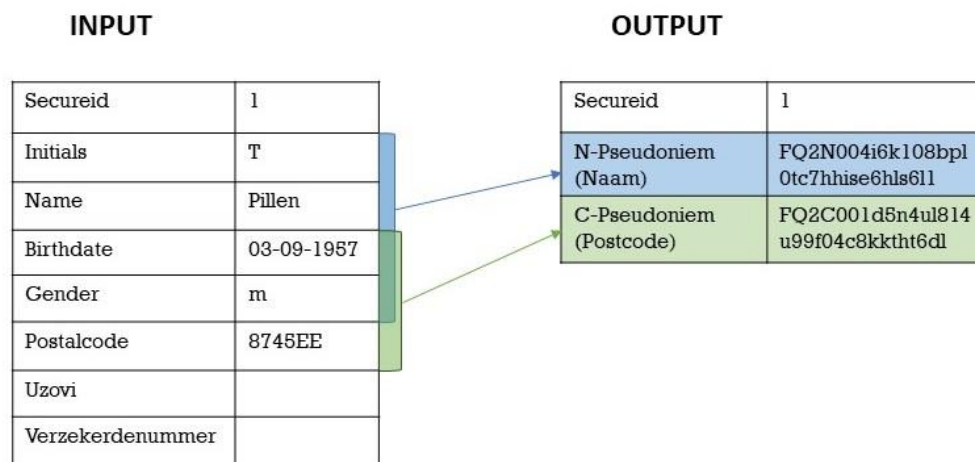 INPUT
OUTPUT
Secureid 1
Initials T
Name Pillen
Birthdate 03-09-1957
Gender m
Postalcode 8745EE
Uzovi
Verzekerdenummer
Secureid 1
N-Pseudoniem FQ2N004i6k108bpl
(Naam) 0tc7hhise6hls6l1
C-Pseudoniem FQ2C001d5n4ul814
(Postcode) u99f04c8kktht6dl